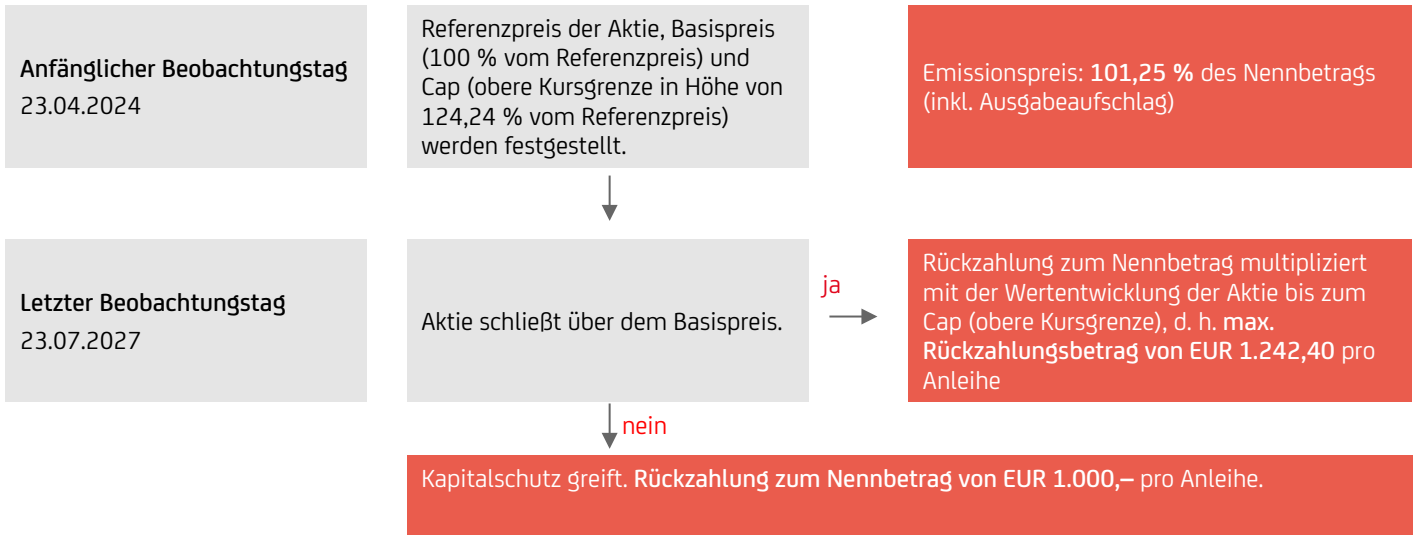 Anfänglicher Beobachtungstag
23.04.2024
Referenzpreis der Aktie, Basispreis
(100 % vom Referenzpreis) und
Cap (obere Kursgrenze in Höhe von
124,24 % vom Referenzpreis)
werden festgestellt.
Emissionspreis: 101,25 % des Nennbetrags
(inkl. Ausgabeaufschlag)
Letzter Beobachtungstag
23.07.2027
Aktie schließt über dem Basispreis.
ja
Rückzahlung zum Nennbetrag multipliziert
mit der Wertentwicklung der Aktie bis zum
Cap (obere Kursgrenze), d. h. max.
Rückzahlungsbetrag von EUR 1.242,40 pro
Anleihe
nein
Kapitalschutz greift. Rückzahlung zum Nennbetrag von EUR 1.000,– pro Anleihe.